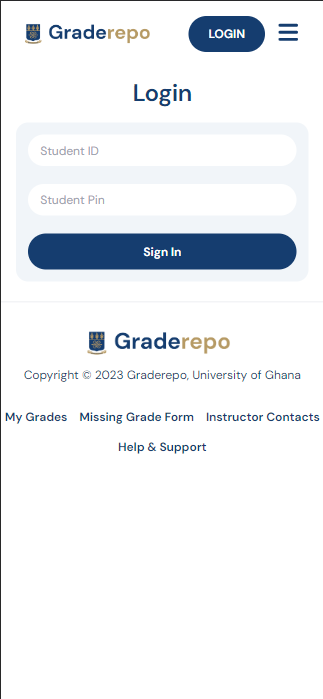 Graderepo
LOGIN
Login
Student ID
Student Pin
Sign In
Graderepo
Copyright © 2023 Graderepo, University of Ghana
My Grades Missing Grade Form Instructor Contacts
Help & Support